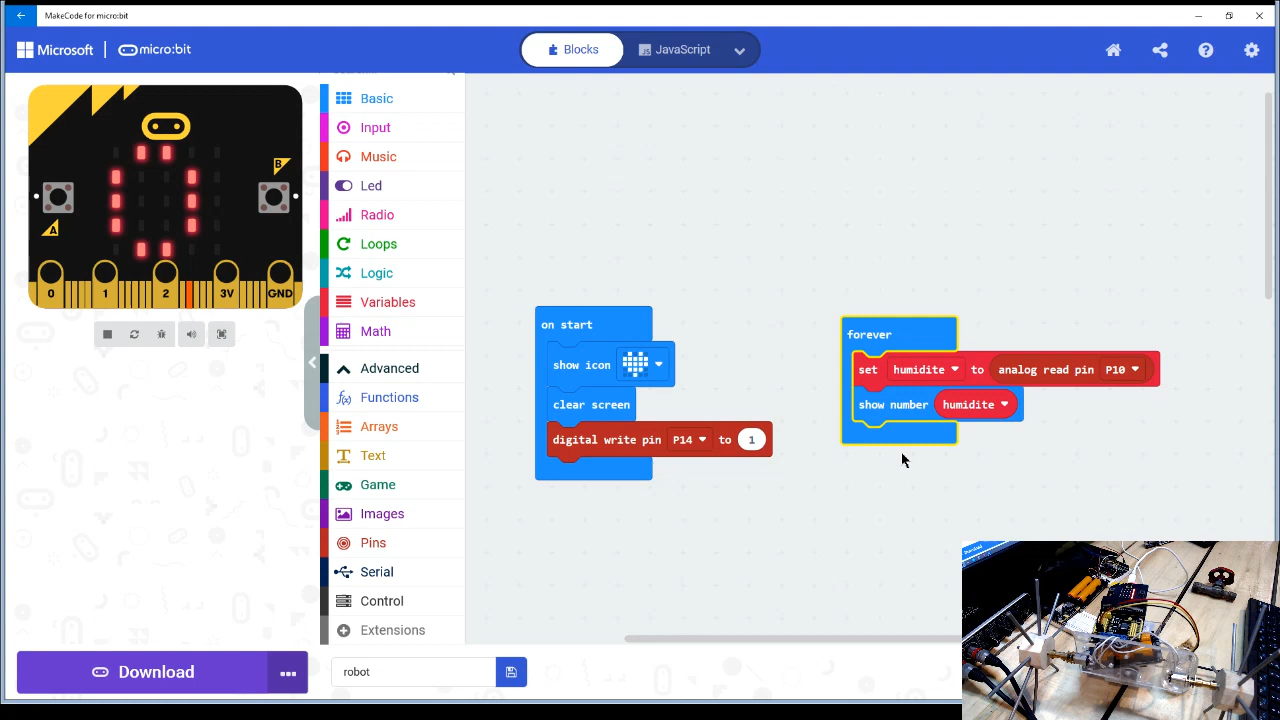 MakeCode for micro:bit
Microsoft micro:bit
Blocks
JavaScript
B
A
0 1 2 3V GND
Basic
Input
Music
Led
Radio
Loops
Logic
Variables
Math
Advanced
Functions
Arrays
Text
Game
Images
Pins
Serial
Control
Extensions
on start
show icon
clear screen
digital write pin P14 to 1
forever
set humidite to analog read pin P10
show number humidite
Download
robot